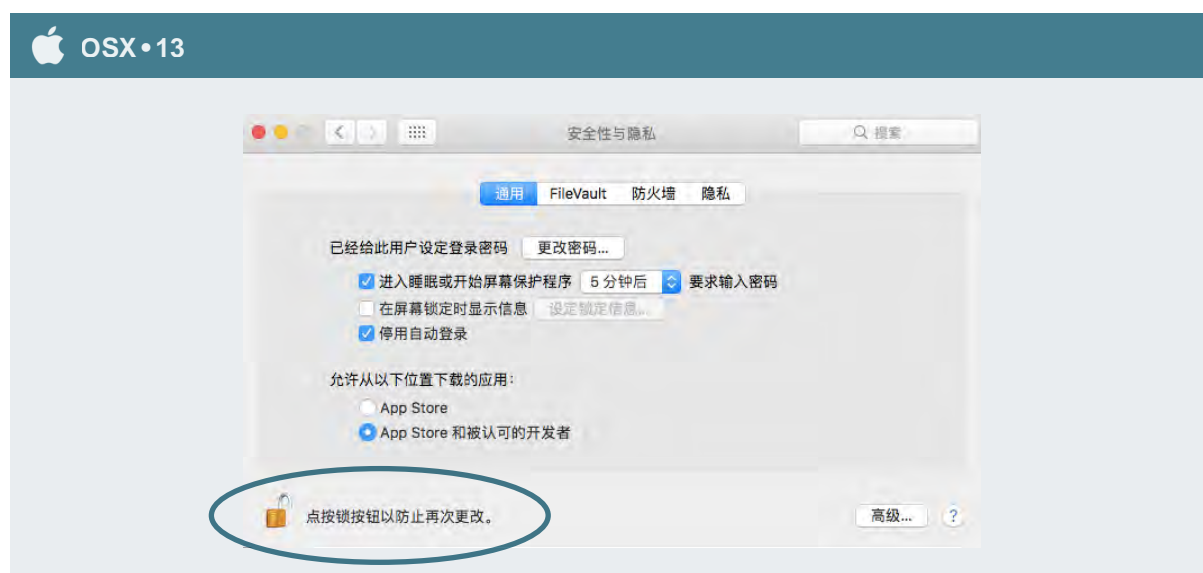 OSX•13
安全性与隐私
搜索
通用 FileVault 防火墙 隐私
已经给此用户设定登录密码 更改密码...
进入睡眠或开始屏幕保护程序 5 分钟后 要求输入密码
在屏幕锁定时显示信息 设定锁定信息...
停用自动登录
允许从以下位置下载的应用：
App Store
App Store 和被认可的开发者
点按锁按钮以防止再次更改。
高级... ?